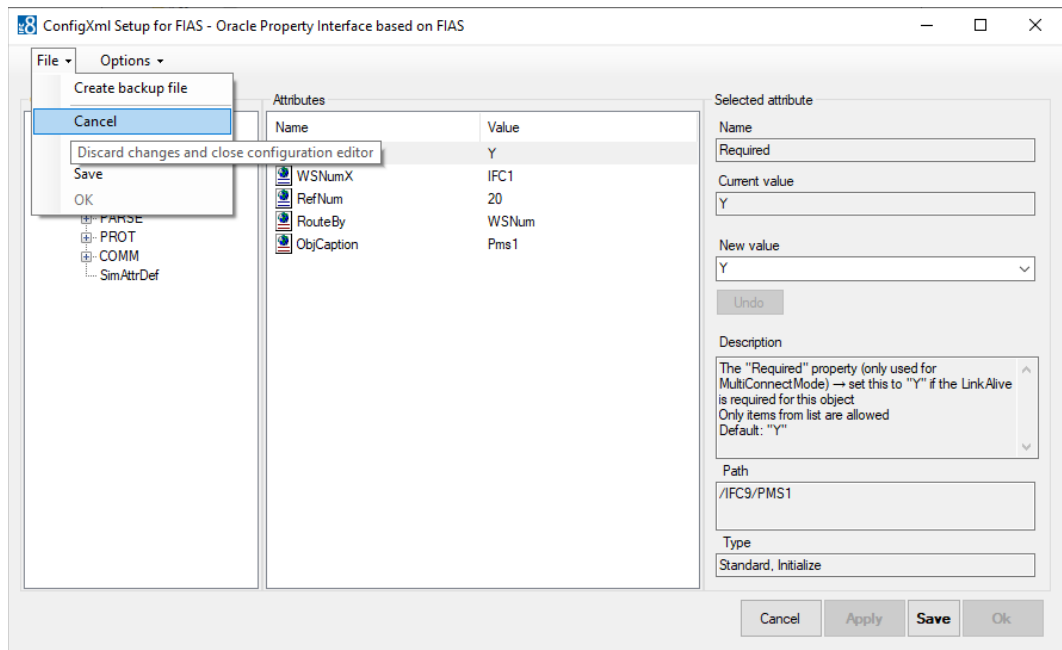 ConfigXml Setup for FIAS - Oracle Property Interface based on FIAS
File Options
Create backup file
Cancel
Discard changes and close configuration editor
Save
OK
PARSE
PROT
COMM
SimAttrDef
Attributes
Name Value
Y
WSNumX IFC1
RefNum 20
RouteBy WSNum
ObjCaption Pms1
Selected attribute
Name
Required
Current value
Y
New value
Y
Undo
Description
The "Required" property (only used for
MultiConnectMode) → set this to "Y" if the LinkAlive
is required for this object
Only items from list are allowed
Default: "Y"
Path
/IFC9/PMS1
Type
Standard, Initialize
Cancel Apply Save Ok